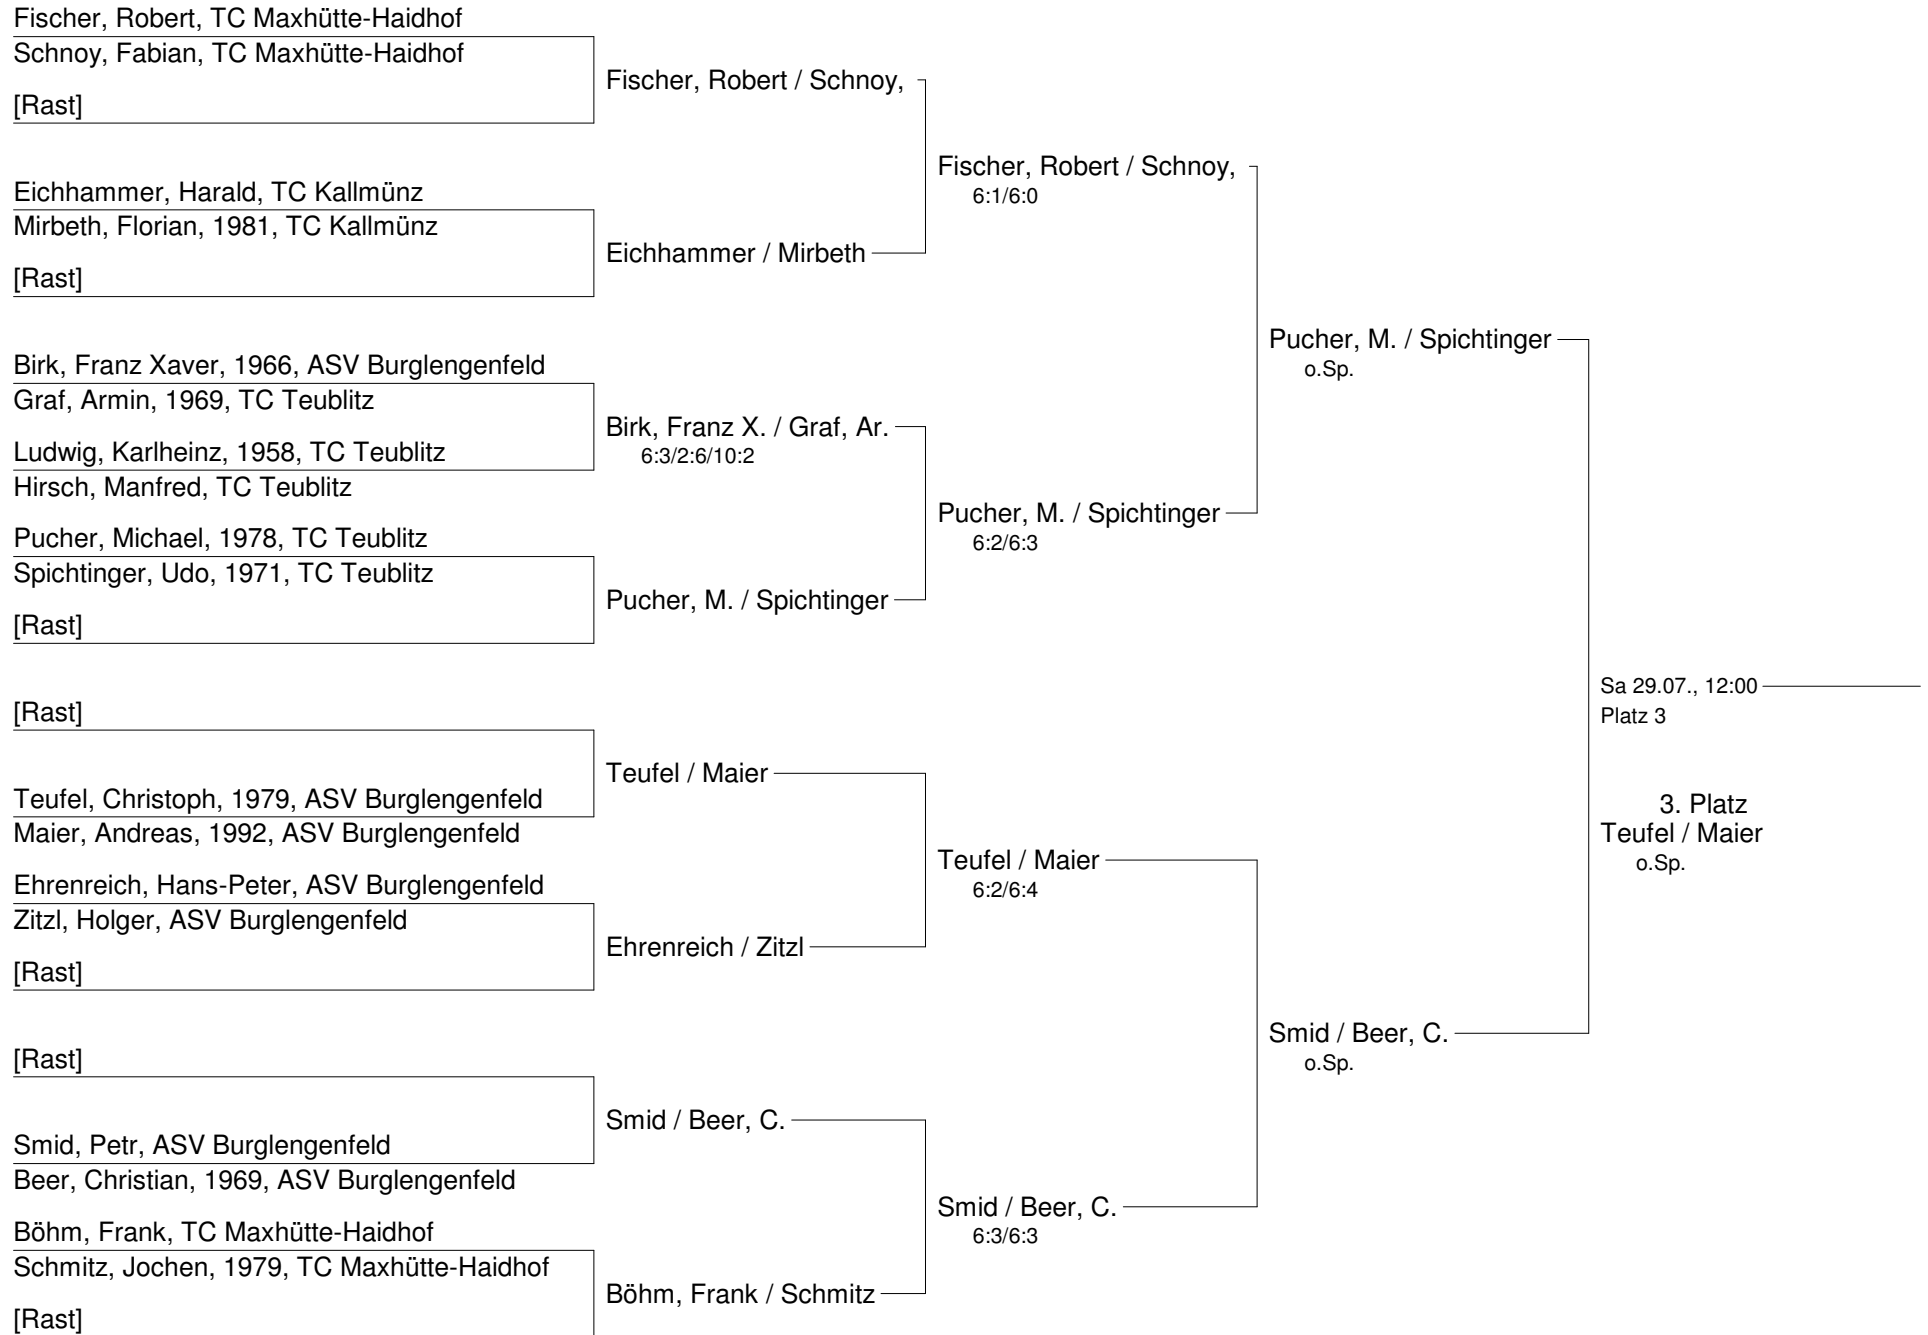 Fischer, Robert, TC Maxhütte-Haidhof
Schnoy, Fabian, TC Maxhütte-Haidhof
Fischer, Robert / Schnoy,
[Rast]
Fischer, Robert / Schnoy,
6:1/6:0
Eichhammer, Harald, TC Kallmünz
Mirbeth, Florian, 1981, TC Kallmünz
Eichhammer / Mirbeth
[Rast]
Pucher, M. / Spichtinger
o.Sp.
Birk, Franz Xaver, 1966, ASV Burglengenfeld
Graf, Armin, 1969, TC Teublitz
Birk, Franz X. / Graf, Ar.
6:3/2:6/10:2
Ludwig, Karlheinz, 1958, TC Teublitz
Hirsch, Manfred, TC Teublitz
Pucher, M. / Spichtinger
6:2/6:3
Pucher, Michael, 1978, TC Teublitz
Spichtinger, Udo, 1971, TC Teublitz
Pucher, M. / Spichtinger
[Rast]
Sa 29.07., 12:00
Platz 3
[Rast]
Teufel / Maier
Teufel, Christoph, 1979, ASV Burglengenfeld
Maier, Andreas, 1992, ASV Burglengenfeld
3. Platz
Teufel / Maier
o.Sp.
Teufel / Maier
6:2/6:4
Ehrenreich, Hans-Peter, ASV Burglengenfeld
Zitzl, Holger, ASV Burglengenfeld
Ehrenreich / Zitzl
[Rast]
Smid / Beer, C.
o.Sp.
[Rast]
Smid / Beer, C.
Smid, Petr, ASV Burglengenfeld
Beer, Christian, 1969, ASV Burglengenfeld
Smid / Beer, C.
6:3/6:3
Böhm, Frank, TC Maxhütte-Haidhof
Schmitz, Jochen, 1979, TC Maxhütte-Haidhof
Böhm, Frank / Schmitz
[Rast]